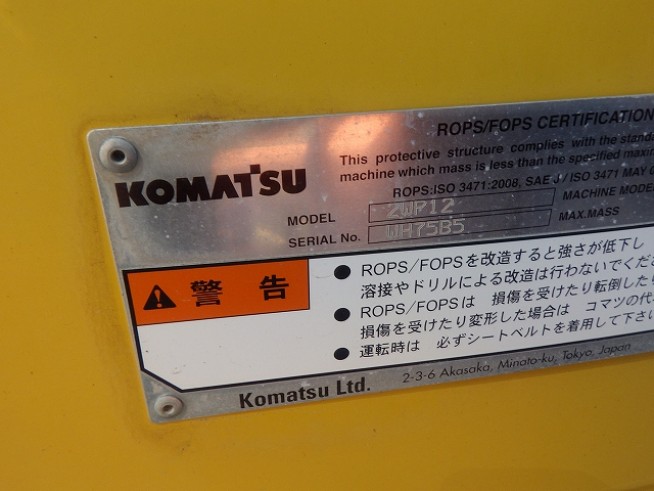 ROPS/FOPS CERTIFICATION
This protective structure complies with the standa
machine which mass is less than the specified maxim
KOMATSU
ROPS:ISO 3471:2008, SAE J / ISO 3471 MAY
MODEL ZWP12 MACHINE MODE
SERIAL No. WH75B5 MAX.MASS
警 告
● ROPS/FOPSを改造すると強さが低下し
溶接やドリルによる改造は行わないでくだ
● ROPS/FOPSは 損傷を受けたり転倒した
損傷を受けたり変形した場合は コマツの代
● 運転時は 必ずシートベルトを着用して下さ
Komatsu Ltd. 2-3-6 Akasaka, Minato-ku, Tokyo, Japan